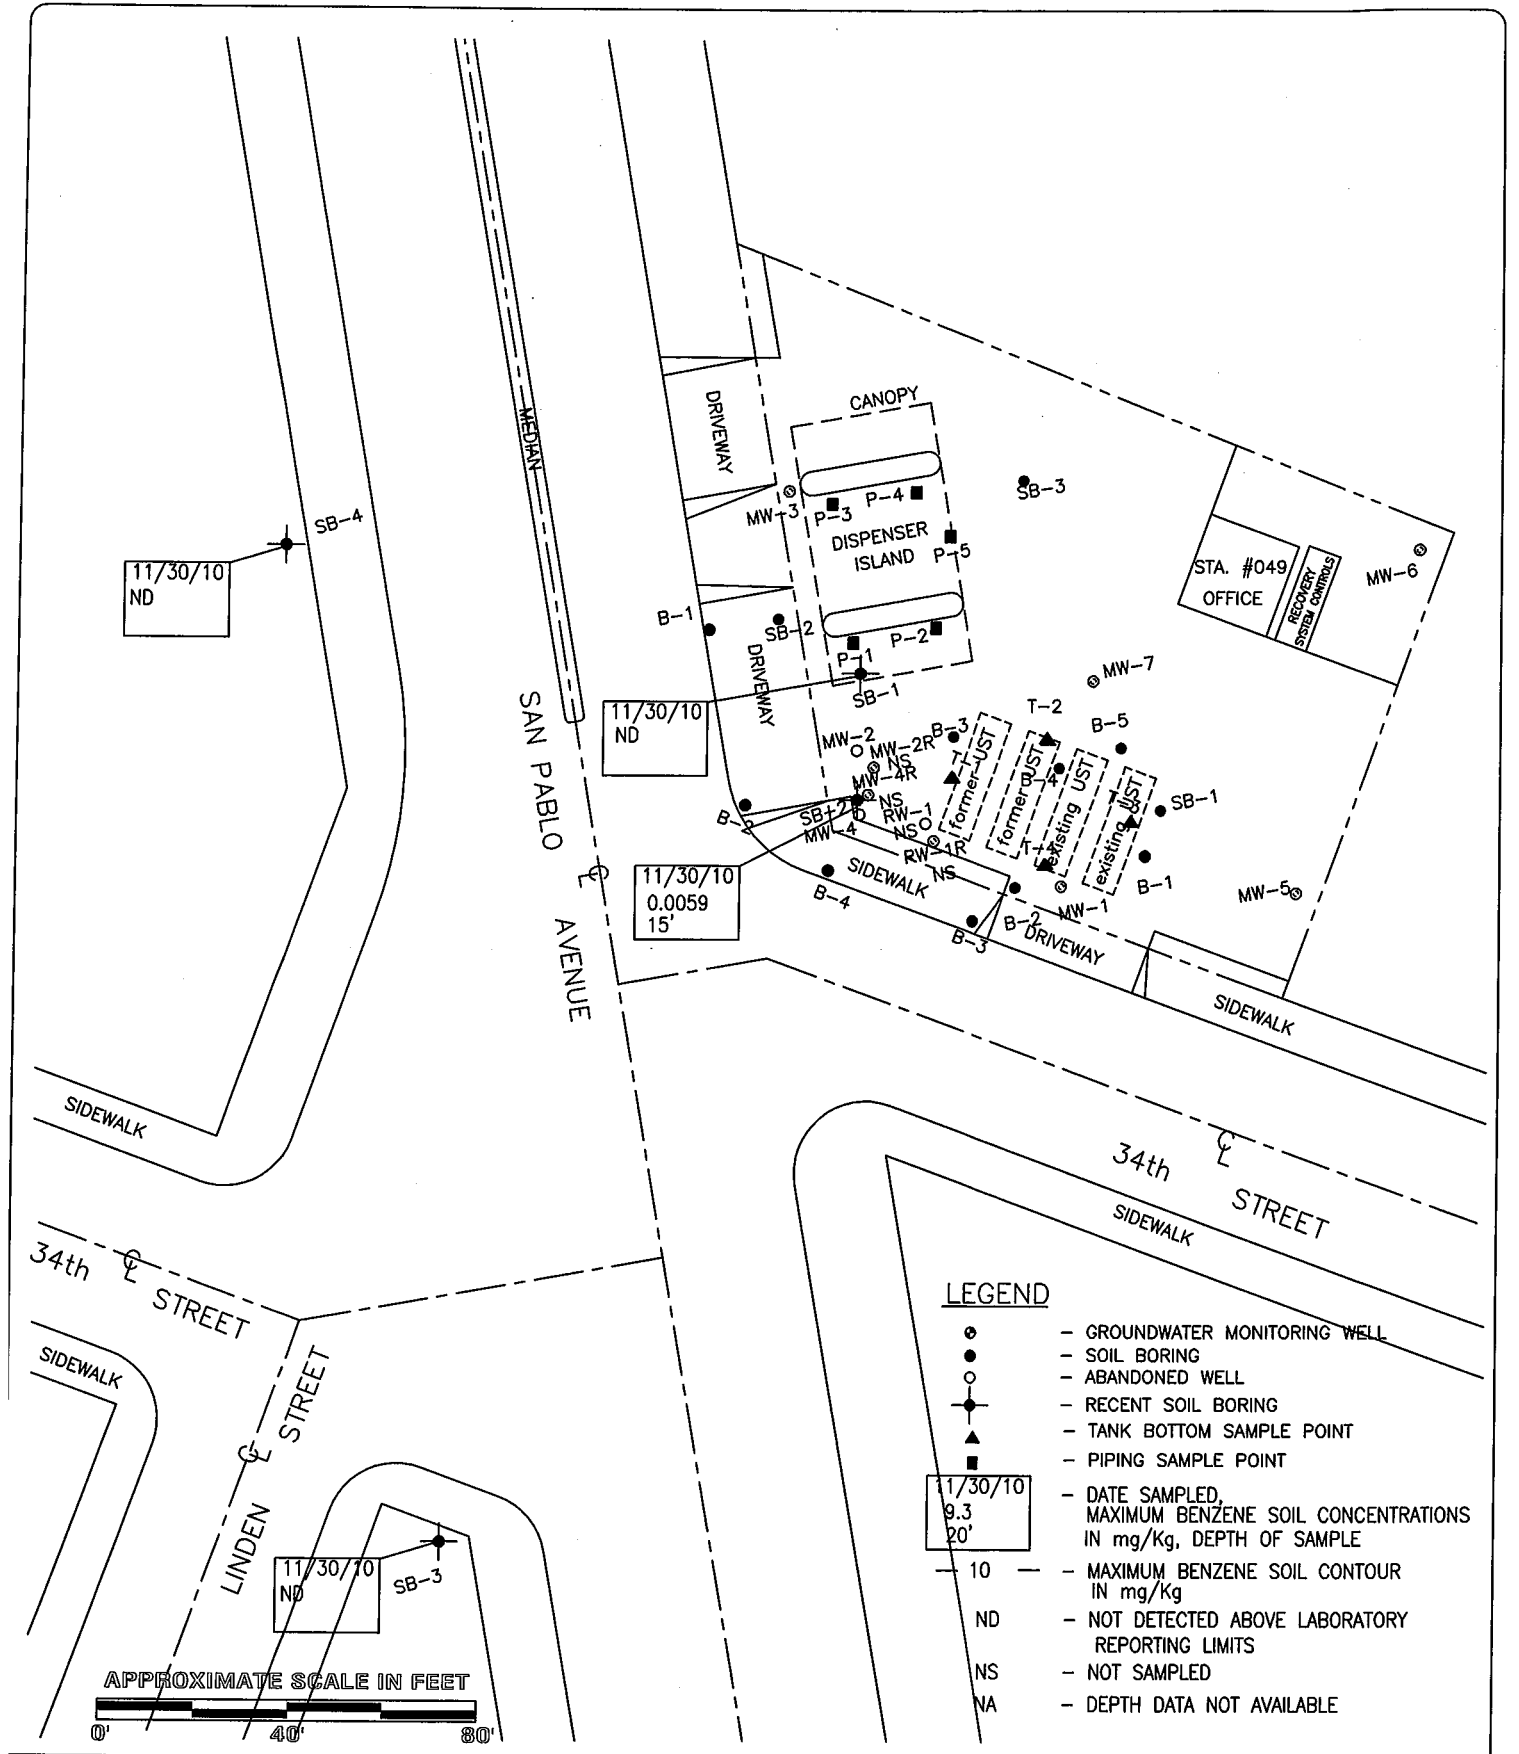 CANOPY
DRIVEWAY
MEDIAN
SB-3
MW-3
P-3
P-4
DISPENSER
ISLAND
P-5
SB-4
11/30/10
ND
STA. #049
OFFICE
RECOVERY
SYSTEM CONTROLS
MW-6
B-1
SB-2
P-1
P-2
DRIVEWAY
SB-1
MW-7
11/30/10
ND
SAN PABLO
AVENUE
MW-2
MW-2R
NS
MW-4R
NS
B-3
T-2
B-5
former UST
former UST
B-4
existing UST
existing UST
SB-1
B-2
SB-2
MW-4
RW-1
NS
RW-1R
NS
T-4
B-1
11/30/10
0.0059
15'
SIDEWALK
B-4
B-3
B-2
MW-1
MW-5
DRIVEWAY
SIDEWALK
SIDEWALK
34th
STREET
SIDEWALK
34th
STREET
SIDEWALK
LINDEN
STREET
11/30/10
ND
SB-3
APPROXIMATE SCALE IN FEET
0' 40' 80'
LEGEND
- GROUNDWATER MONITORING WELL
- SOIL BORING
- ABANDONED WELL
- RECENT SOIL BORING
- TANK BOTTOM SAMPLE POINT
- PIPING SAMPLE POINT
11/30/10
9.3
20'
- DATE SAMPLED,
MAXIMUM BENZENE SOIL CONCENTRATIONS
IN mg/Kg, DEPTH OF SAMPLE
— 10 — - MAXIMUM BENZENE SOIL CONTOUR
IN mg/Kg
ND - NOT DETECTED ABOVE LABORATORY
REPORTING LIMITS
NS - NOT SAMPLED
NA - DEPTH DATA NOT AVAILABLE